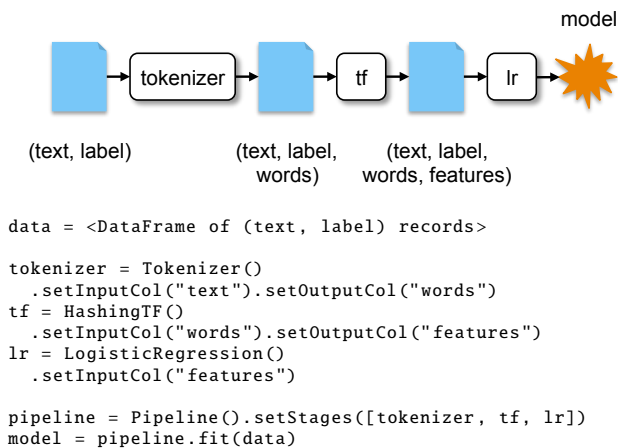 model
tokenizer
tf
lr
(text, label)
(text, label,
words)
(text, label,
words, features)
data = <DataFrame of (text, label) records>
tokenizer = Tokenizer()
  .setInputCol("text").setOutputCol("words")
tf = HashingTF()
  .setInputCol("words").setOutputCol("features")
lr = LogisticRegression()
  .setInputCol("features")
pipeline = Pipeline().setStages([tokenizer, tf, lr])
model = pipeline.fit(data)